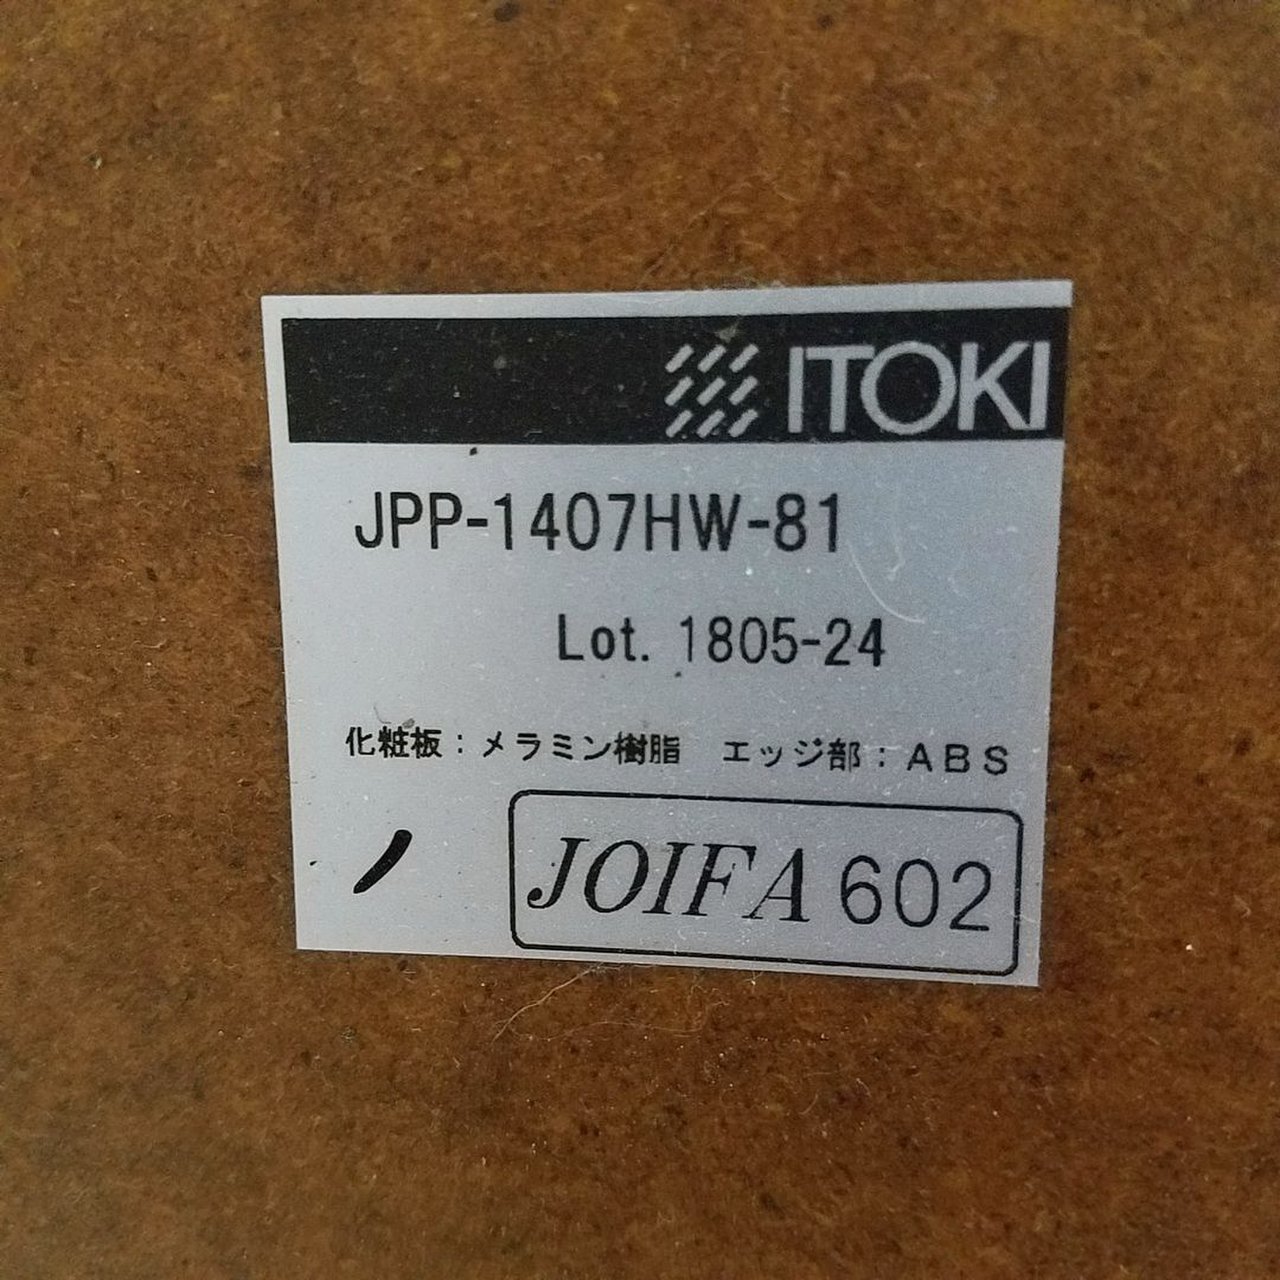 ITOKI
JPP-1407HW-81
Lot. 1805-24
化粧板：メラミン樹脂　エッジ部：ＡＢＳ
JOIFA 602